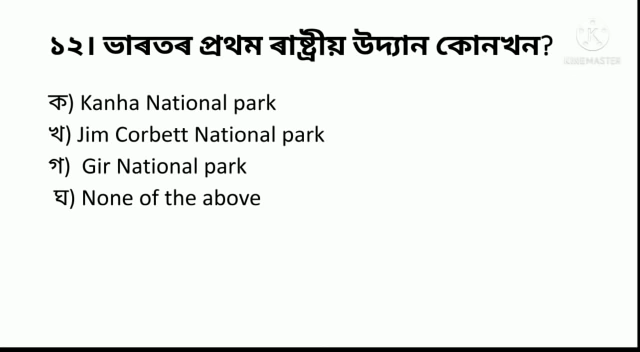 ১২। ভাৰতৰ প্ৰথম ৰাষ্ট্ৰীয় উদ্যান কোনখন?
KINEMASTER
ক) Kanha National park
খ) Jim Corbett National park
গ) Gir National park
ঘ) None of the above